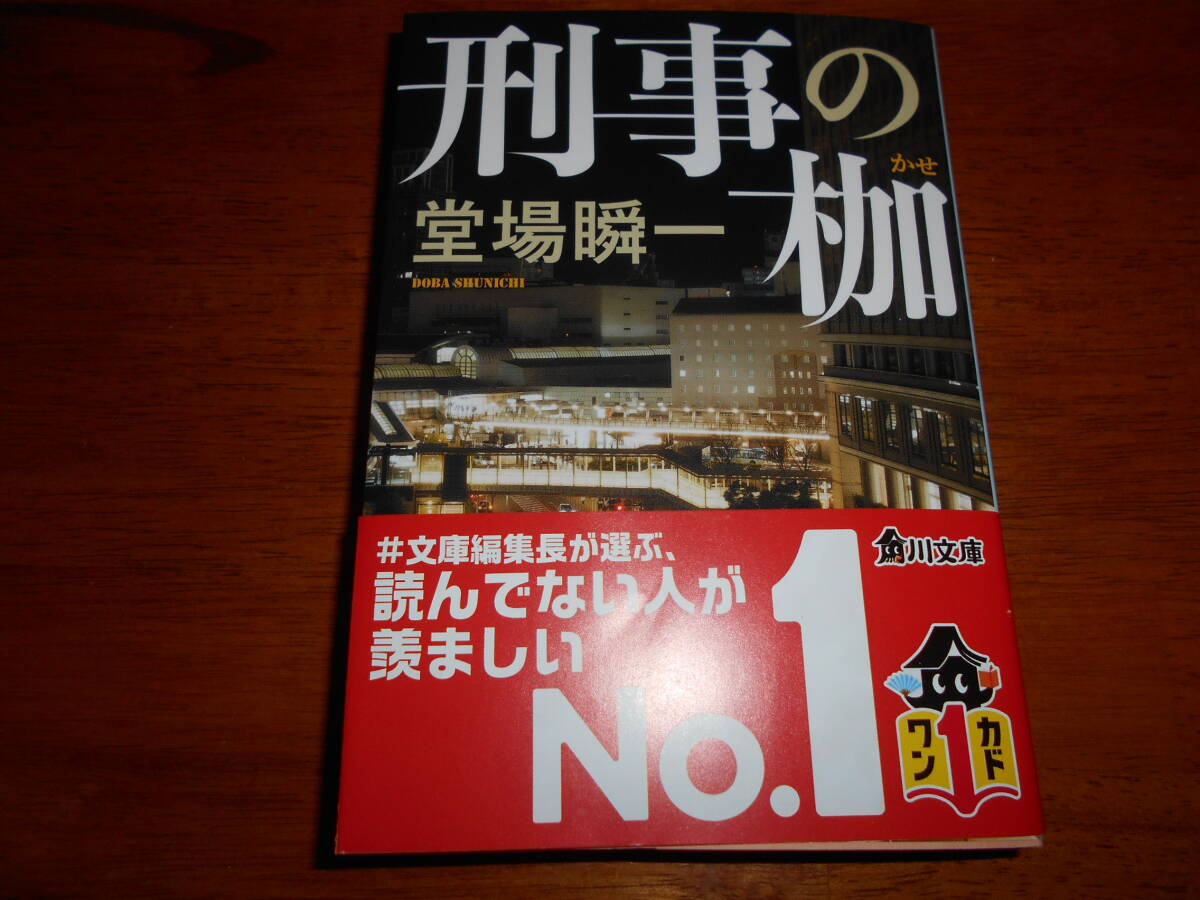 刑事の
枷
かせ
堂場瞬一
DOBA SHUNICHI
#文庫編集長が選ぶ、
読んでない人が
羨ましい
No.1
角川文庫
カド
1
ワン